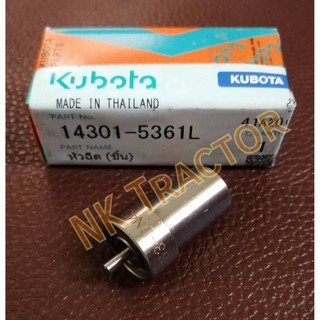 Kubota
KUBOTA
MADE IN THAILAND
PART No.
14301-5361L
PART NAME
หัวฉีด (ชิ้น)
1
NK TRACTOR